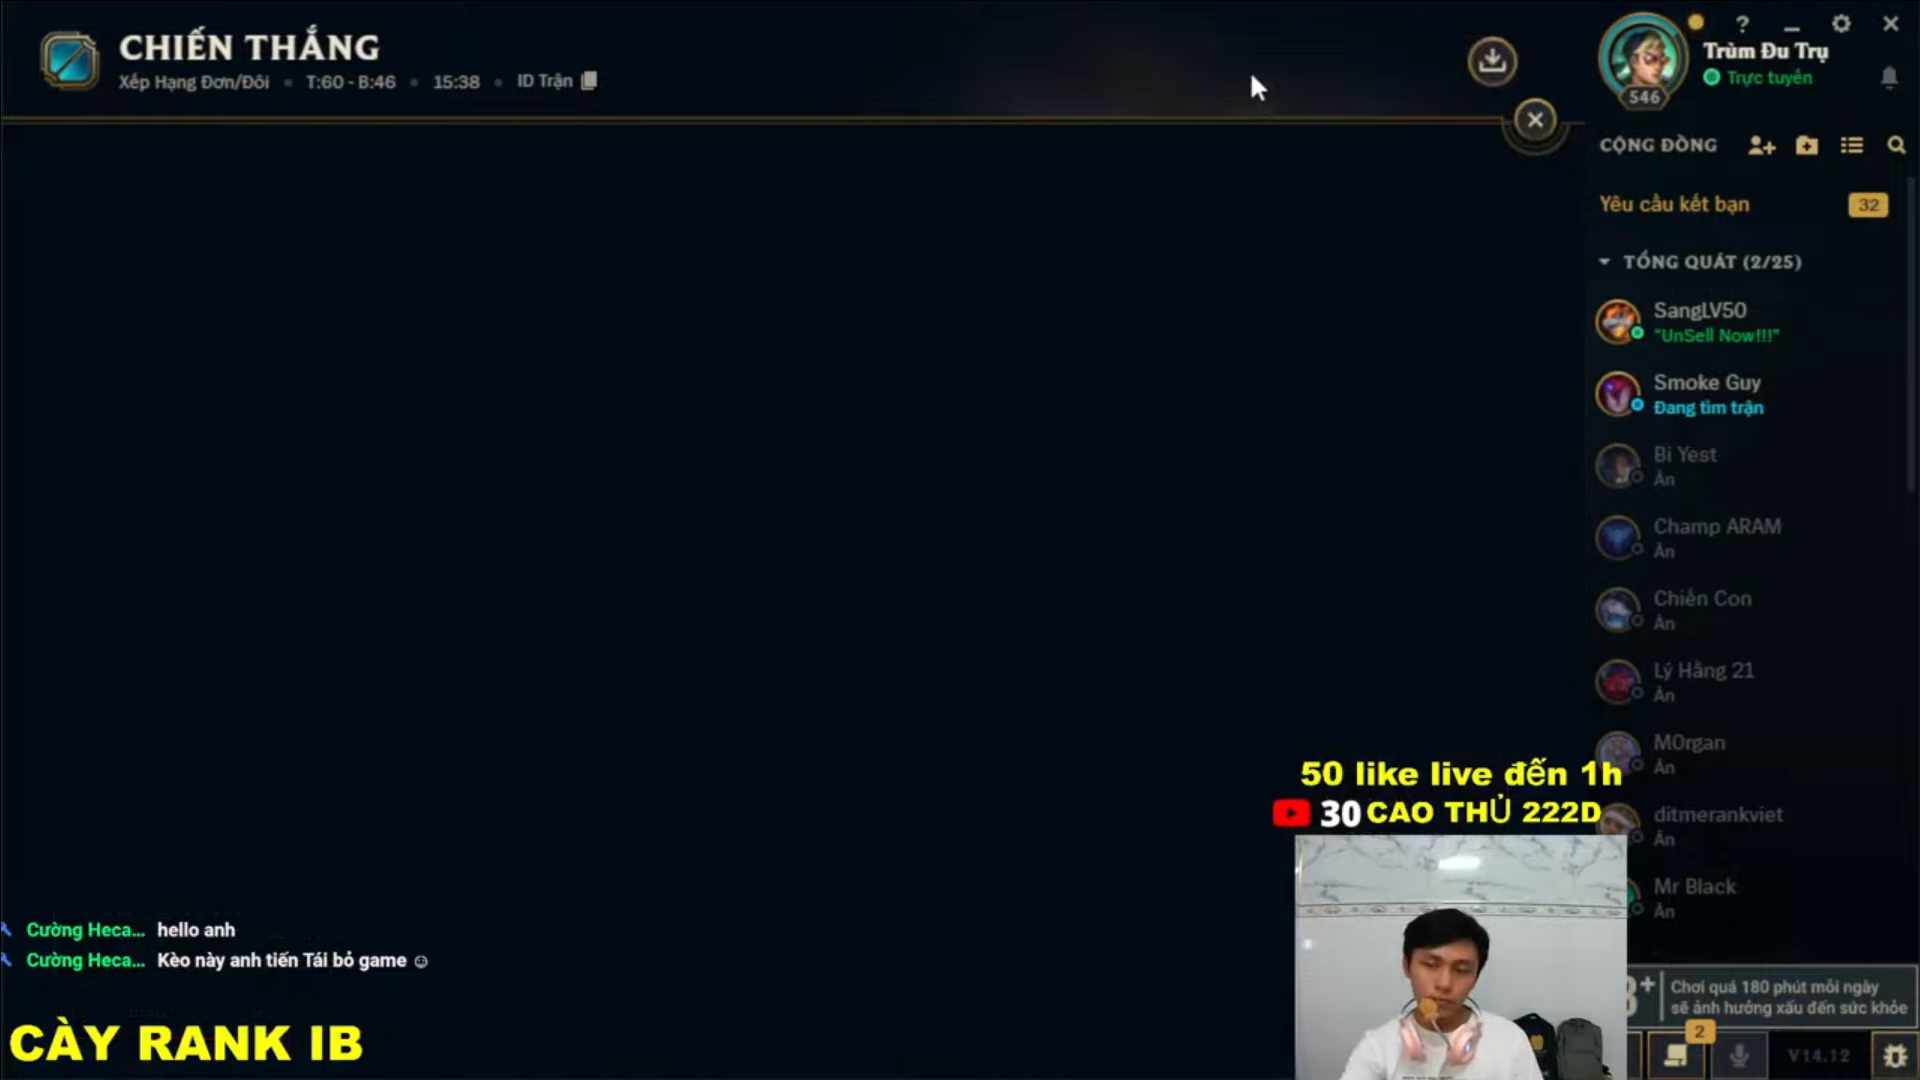 CHIẾN THẮNG
Xếp Hạng Đơn/Đôi • T:60 - B:46 • 15:38 • ID Trận
?
Trùm Đu Trụ
Trực tuyến
546
CỘNG ĐỒNG
Yêu cầu kết bạn 32
TỔNG QUÁT (2/25)
SangLV50
"UnSell Now!!!"
Smoke Guy
Đang tìm trận
Bi Yest
Ẩn
Champ ARAM
Ẩn
Chiến Con
Ẩn
Lý Hằng 21
Ẩn
M0rgan
Ẩn
ditmerankviet
Ẩn
Mr Black
Ẩn
50 like live đến 1h
30 CAO THỦ 222D
Cường Heca... hello anh
Cường Heca... Kèo này anh tiến Tái bỏ game ☺
CÀY RANK IB
Chơi quá 180 phút mỗi ngày
sẽ ảnh hưởng xấu đến sức khỏe
2
V14.12